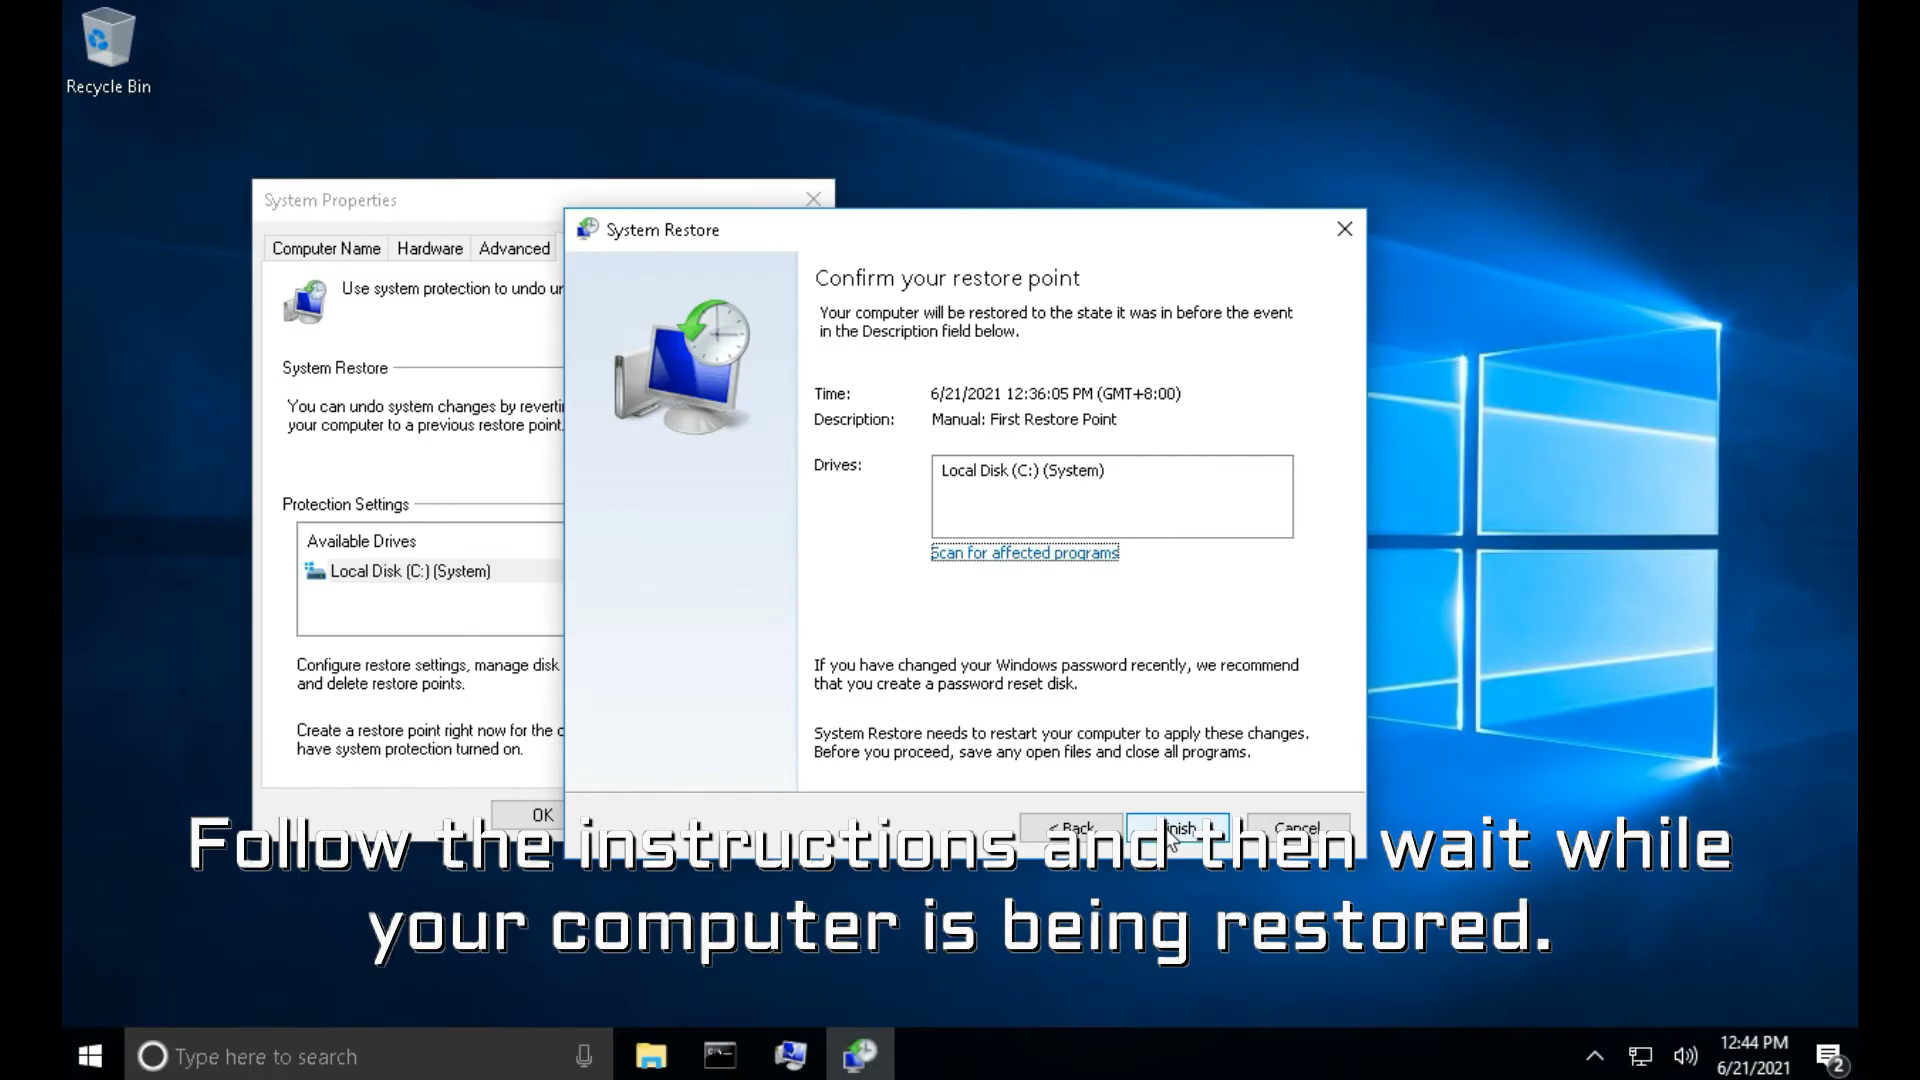 Recycle Bin
System Properties
Computer Name
Hardware
Advanced
Use system protection to undo
System Restore
You can undo system changes by
your computer to a previous restore point.
Protection Settings
Available Drives
Local Disk (C:) (System)
Configure restore settings, manage disk
and delete restore points.
Create a restore point right now for the
have system protection turned on.
OK
System Restore
Confirm your restore point
Your computer will be restored to the state it was in before the event
in the Description field below.
Time: 6/21/2021 12:36:05 PM (GMT+8:00)
Description: Manual: First Restore Point
Drives:
Local Disk (C:) (System)
Scan for affected programs
If you have changed your Windows password recently, we recommend
that you create a password reset disk.
System Restore needs to restart your computer to apply these changes.
Before you proceed, save any open files and close all programs.
< Back
Cancel
Follow the instructions and then wait while
your computer is being restored.
Type here to search
12:44 PM
6/21/2021
2